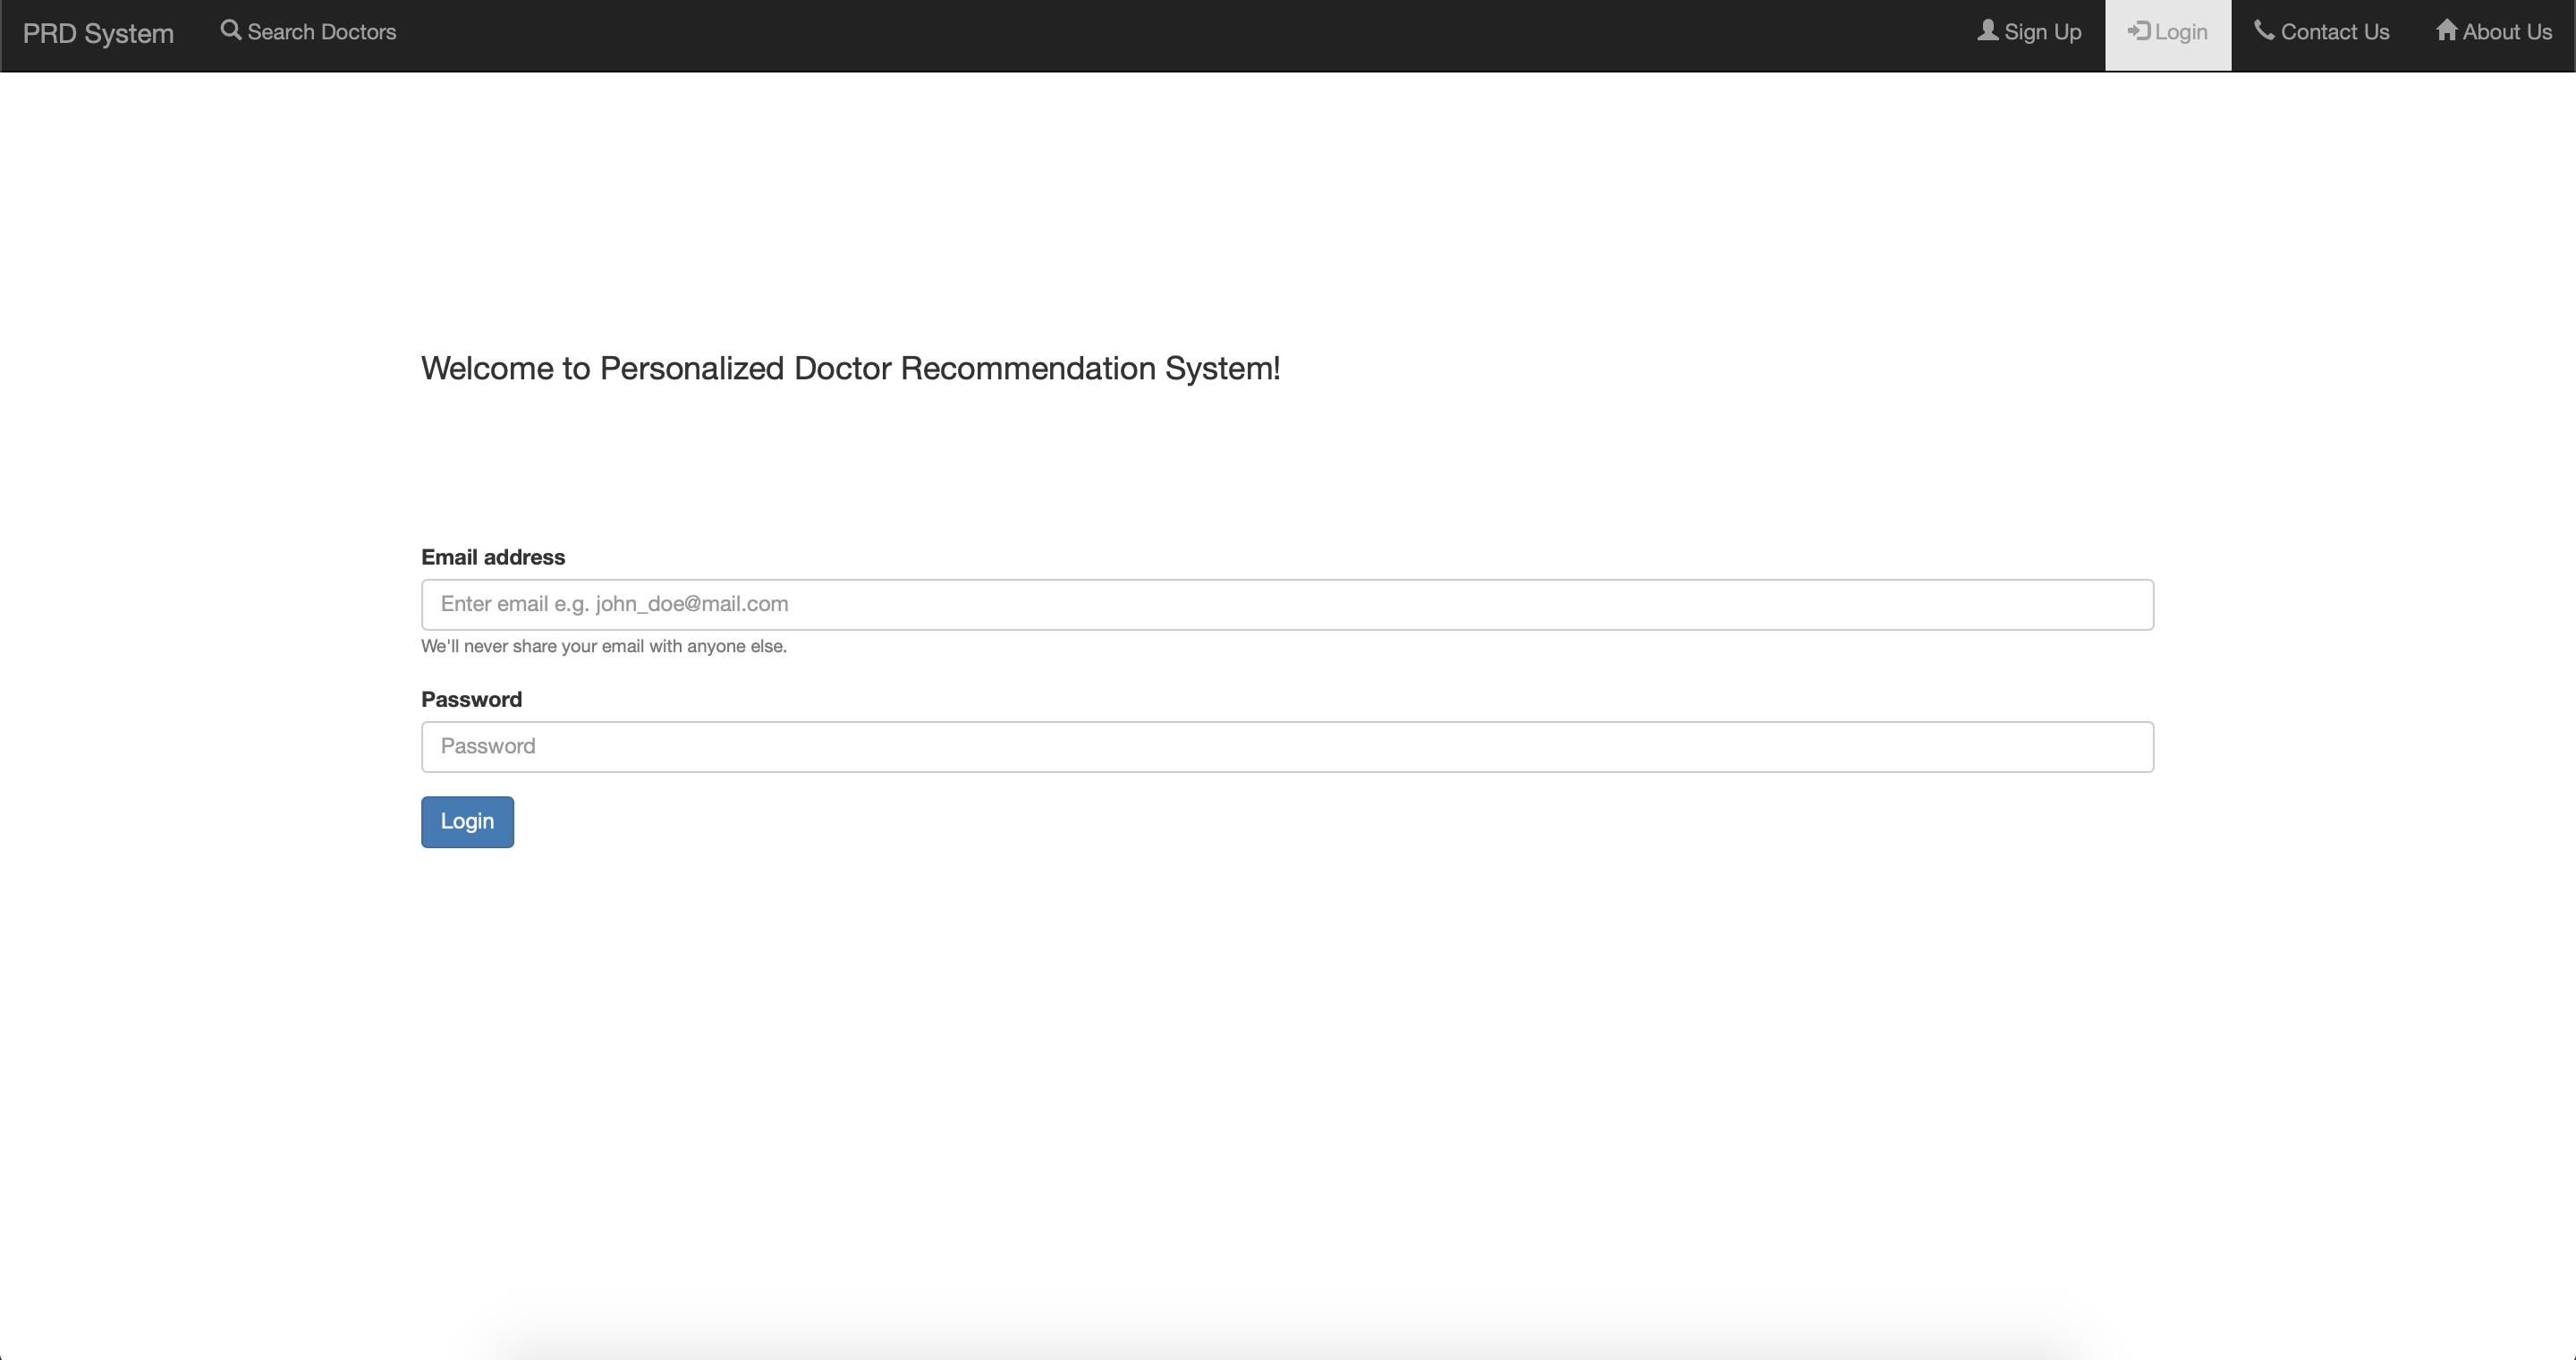 PRD System Search Doctors Sign Up Login Contact Us About Us
Welcome to Personalized Doctor Recommendation System!
Email address
Enter email e.g. john_doe@mail.com
We'll never share your email with anyone else.
Password
Password
Login